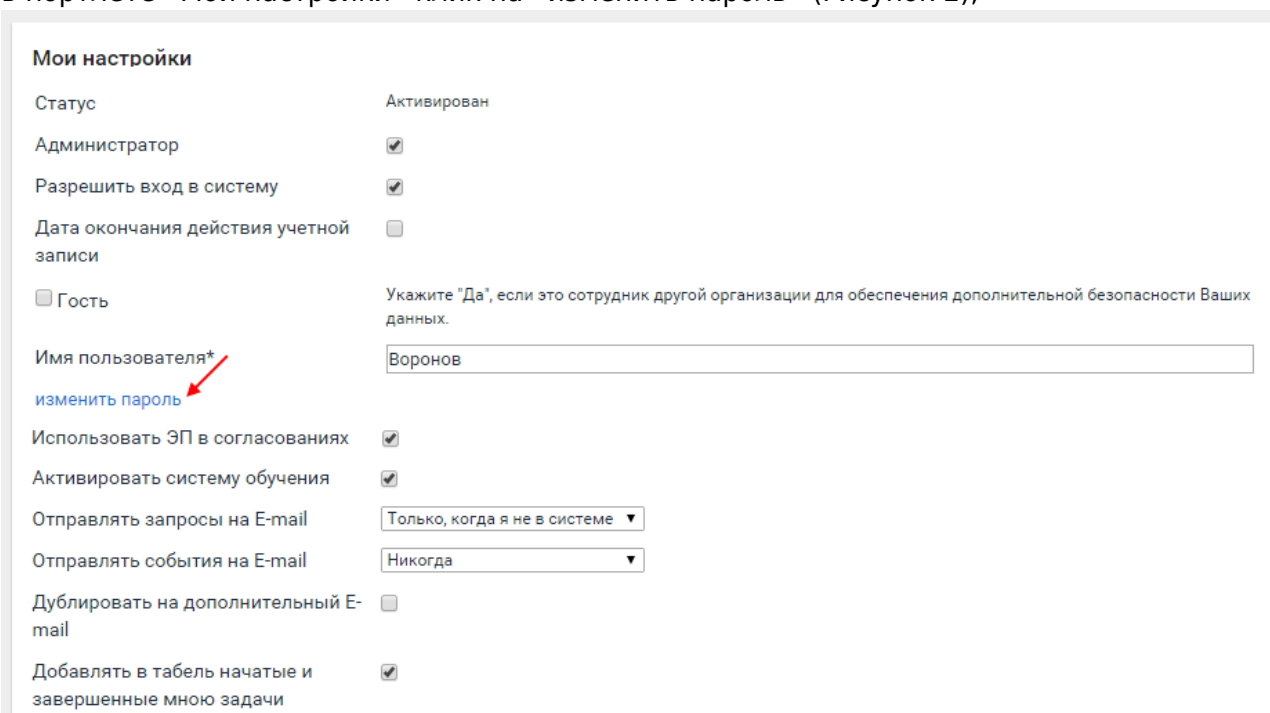 Мои настройки
Статус
Активирован
Администратор
Разрешить вход в систему
Дата окончания действия учетной
записи
Гость
Укажите "Да", если это сотрудник другой организации для обеспечения дополнительной безопасности Ваших
данных.
Имя пользователя*
Воронов
изменить пароль
Использовать ЭП в согласованиях
Активировать систему обучения
Отправлять запросы на E-mail
Только, когда я не в системе
Отправлять события на E-mail
Никогда
Дублировать на дополнительный E-
mail
Добавлять в табель начатые и
завершенные мною задачи